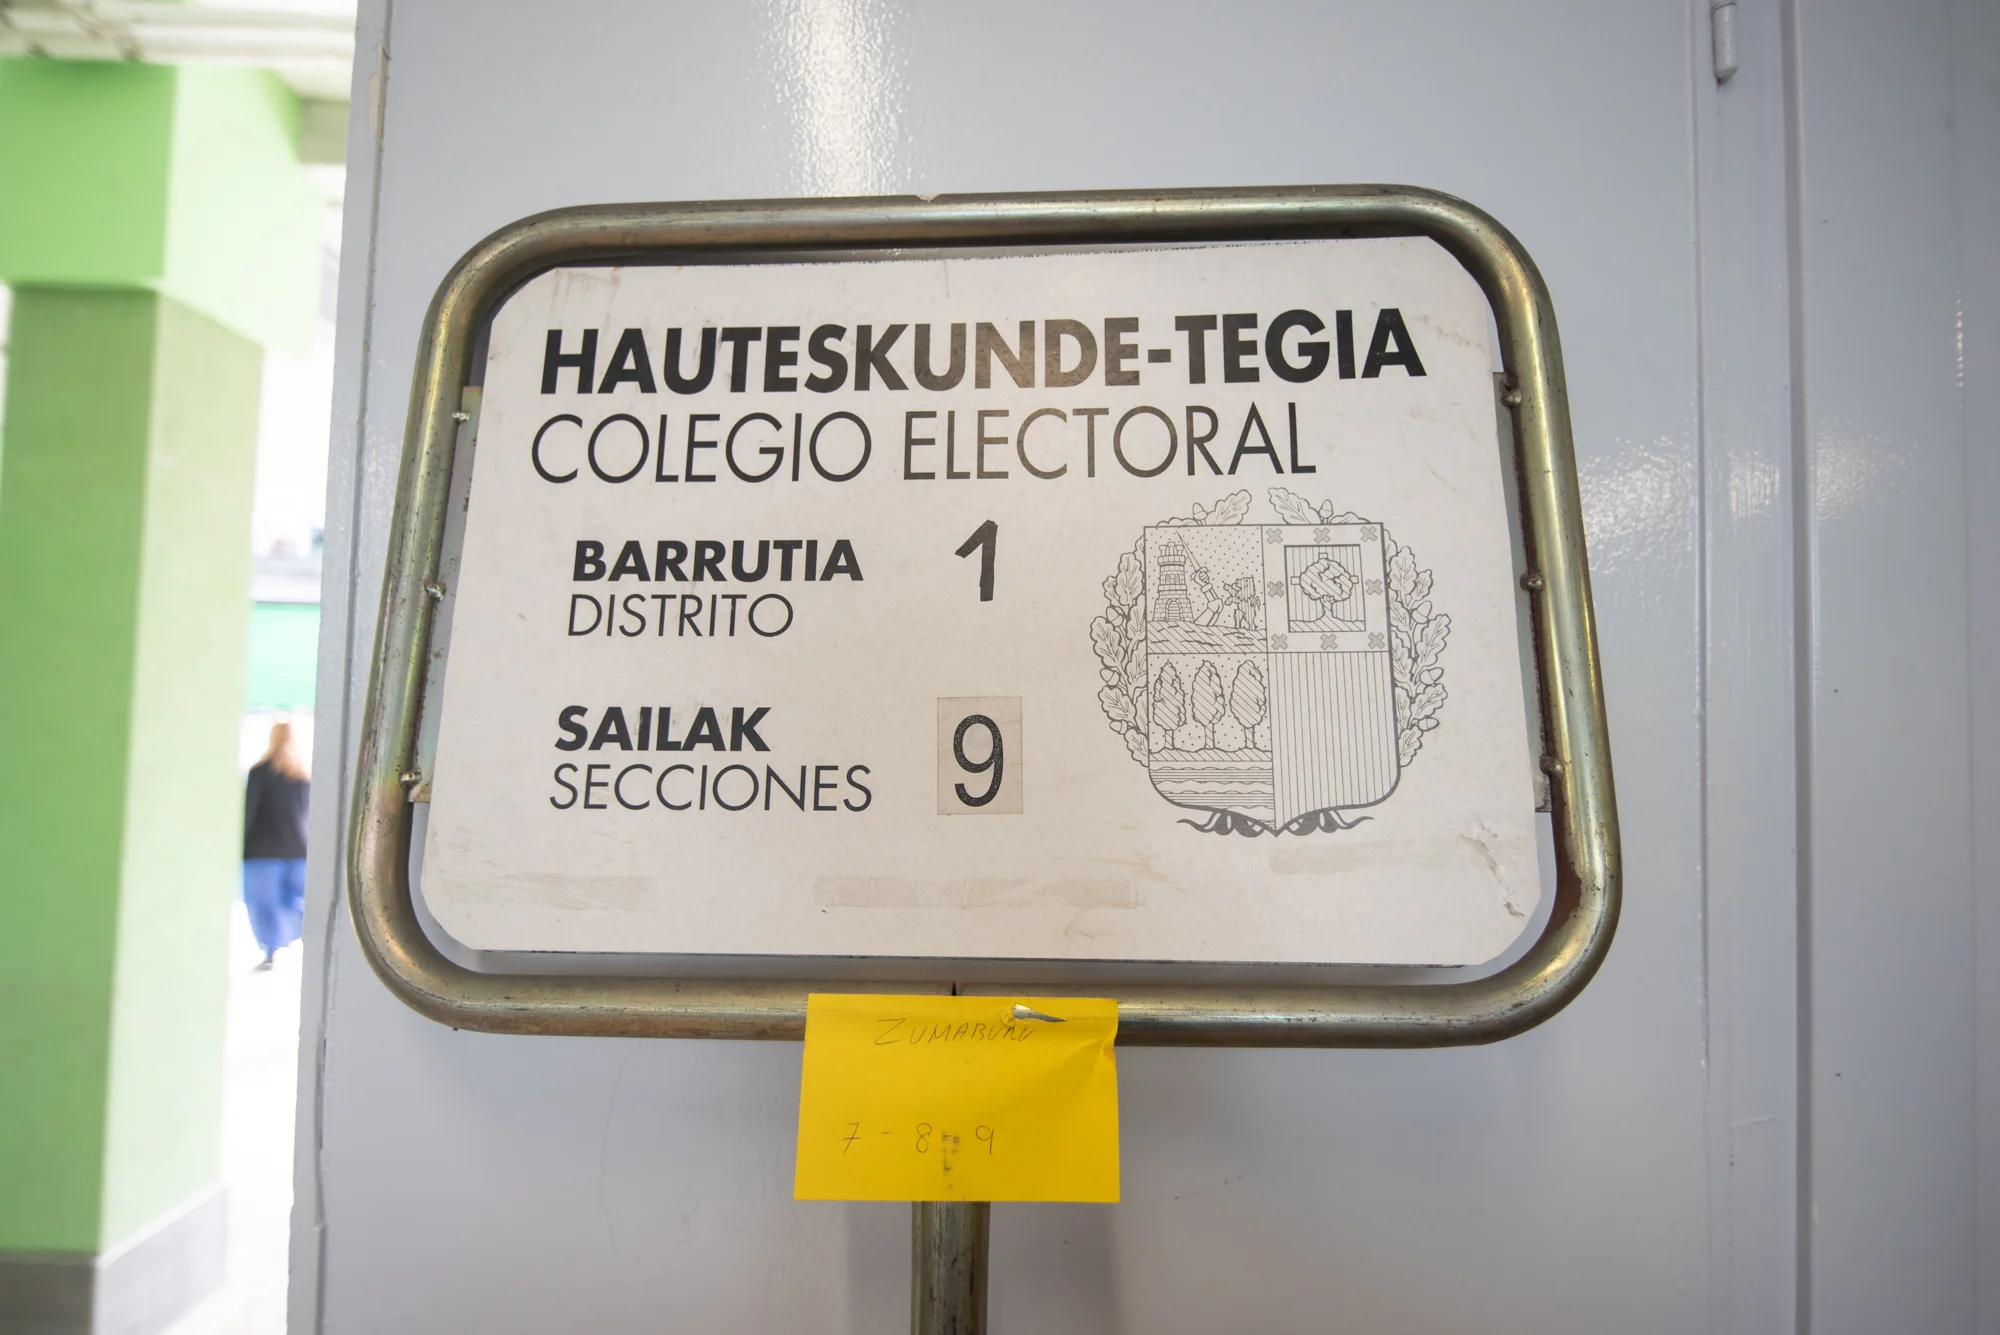 HAUTESKUNDE-TEGIA
COLEGIO ELECTORAL
BARRUTIA 1
DISTRITO
SAILAK 9
SECCIONES
ZUMABURU
7 - 8 - 9